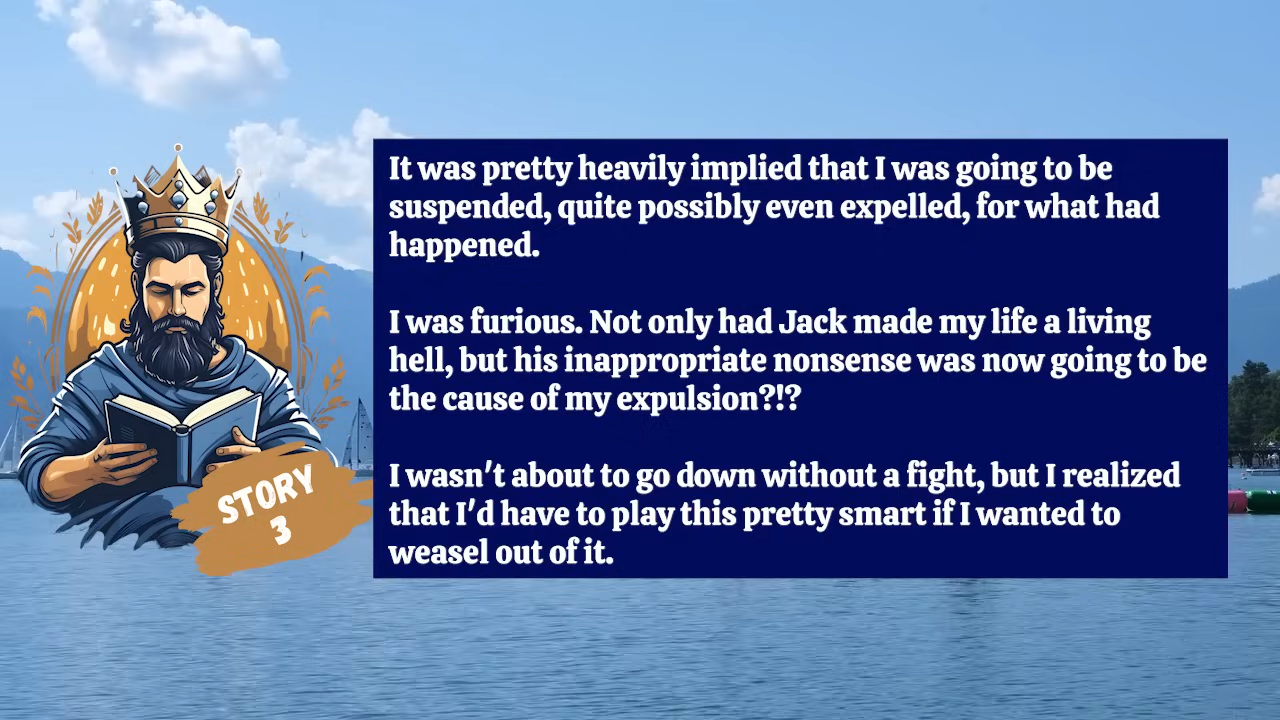 It was pretty heavily implied that I was going to be
suspended, quite possibly even expelled, for what had
happened.
I was furious. Not only had Jack made my life a living
hell, but his inappropriate nonsense was now going to be
the cause of my expulsion?!?
I wasn't about to go down without a fight, but I realized
that I'd have to play this pretty smart if I wanted to
weasel out of it.
STORY
3